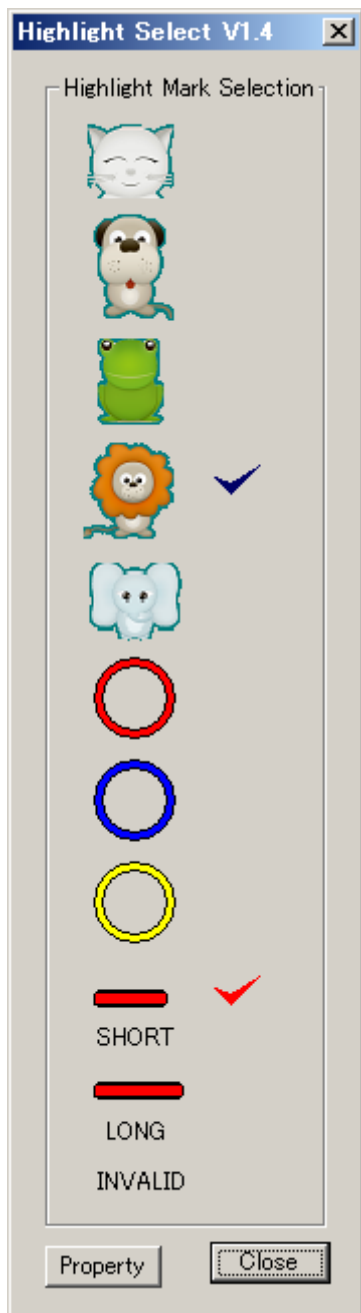 Highlight Select V1.4
Highlight Mark Selection
SHORT
LONG
INVALID
Property
Close